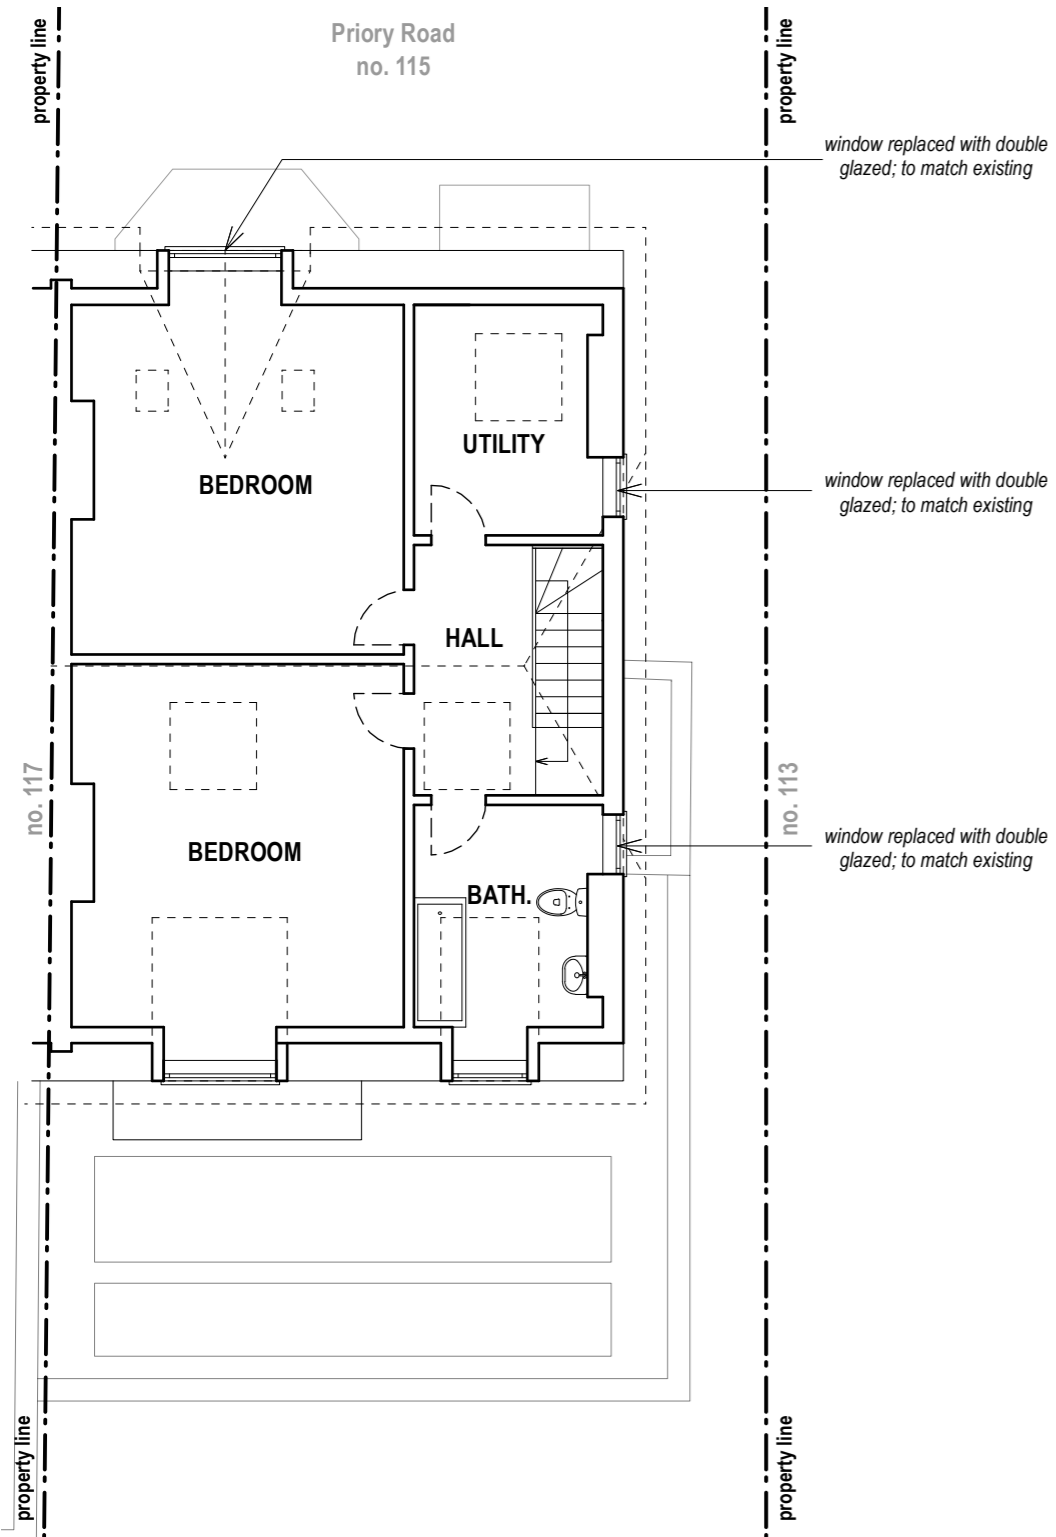 Priory Road
no. 115
property line
property line
window replaced with double
glazed; to match existing
UTILITY
BEDROOM
window replaced with double
glazed; to match existing
HALL
no. 117
no. 113
BEDROOM
window replaced with double
glazed; to match existing
BATH.
property line
property line